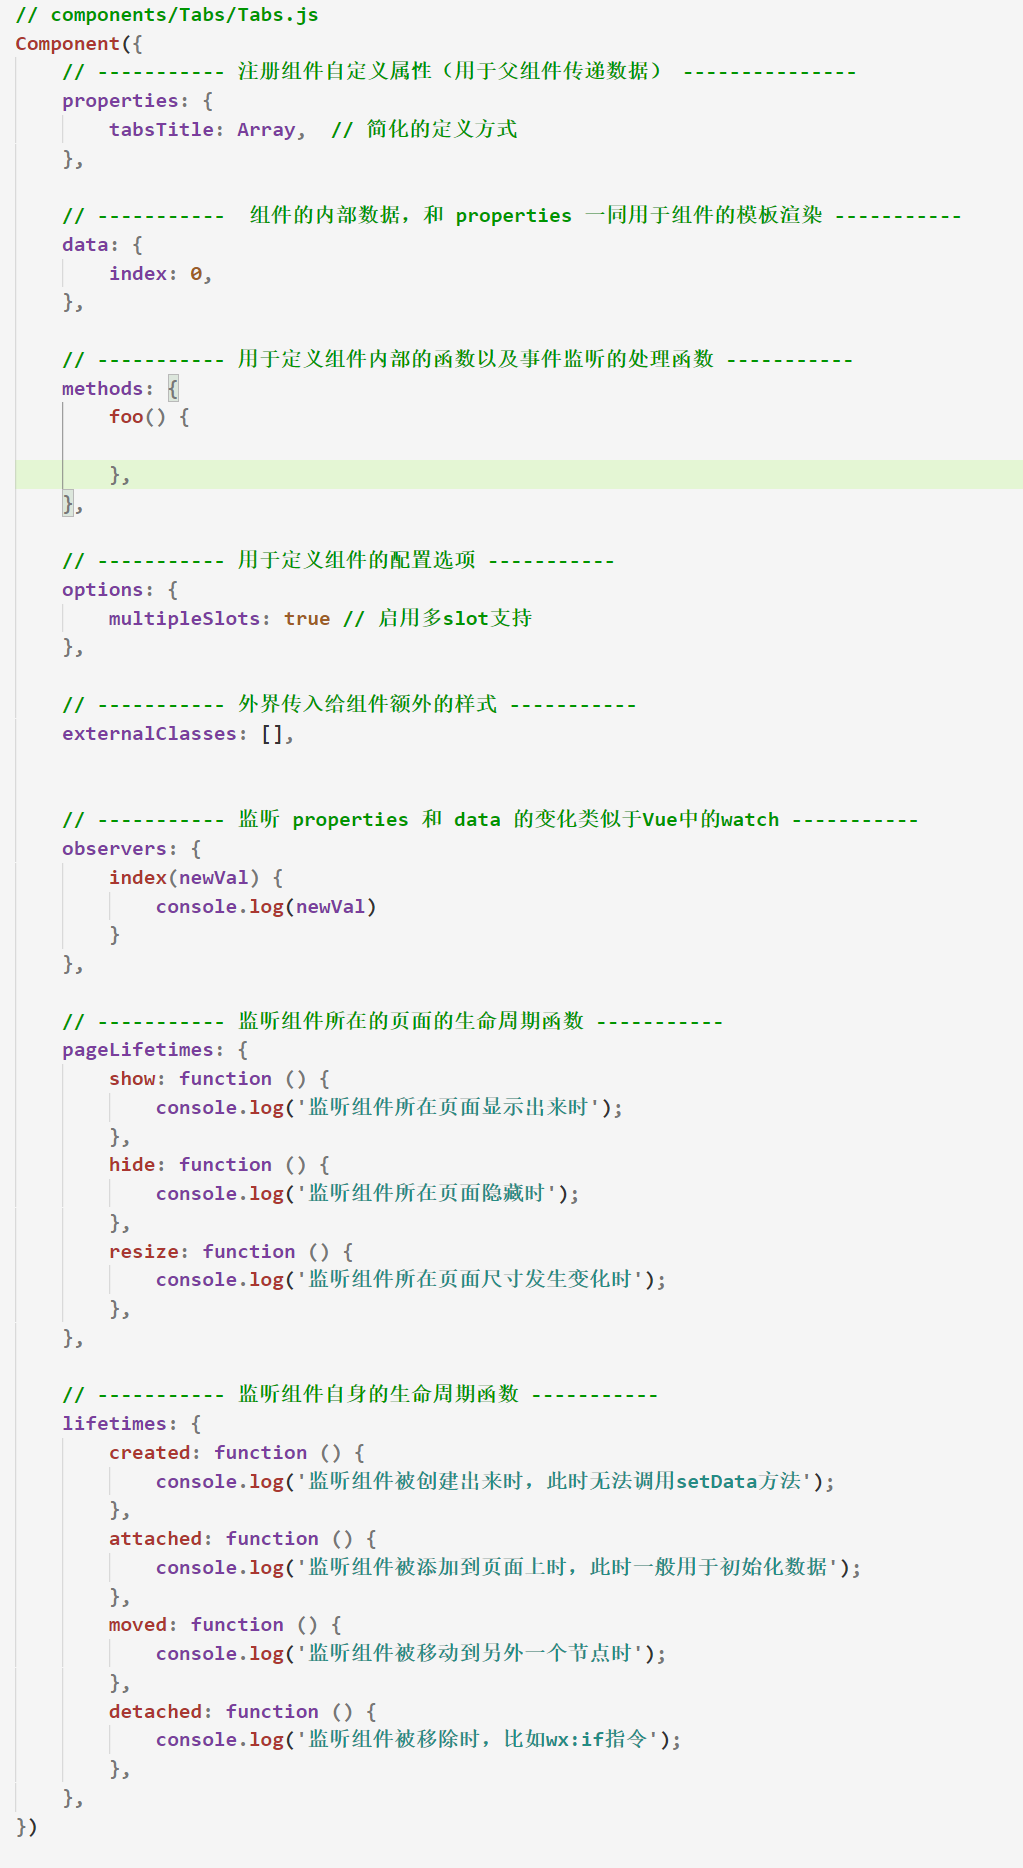 // components/Tabs/Tabs.js
Component({
    // ----------- 注册组件自定义属性（用于父组件传递数据） ---------------
    properties: {
        tabsTitle: Array,  // 简化的定义方式
    },

    // -----------  组件的内部数据，和 properties 一同用于组件的模板渲染 -----------
    data: {
        index: 0,
    },

    // ----------- 用于定义组件内部的函数以及事件监听的处理函数 -----------
    methods: {
        foo() {

        },
    },

    // ----------- 用于定义组件的配置选项 -----------
    options: {
        multipleSlots: true // 启用多slot支持
    },

    // ----------- 外界传入给组件额外的样式 -----------
    externalClasses: [],


    // ----------- 监听 properties 和 data 的变化类似于Vue中的watch -----------
    observers: {
        index(newVal) {
            console.log(newVal)
        }
    },

    // ----------- 监听组件所在的页面的生命周期函数 -----------
    pageLifetimes: {
        show: function () {
            console.log('监听组件所在页面显示出来时');
        },
        hide: function () {
            console.log('监听组件所在页面隐藏时');
        },
        resize: function () {
            console.log('监听组件所在页面尺寸发生变化时');
        },
    },

    // ----------- 监听组件自身的生命周期函数 -----------
    lifetimes: {
        created: function () {
            console.log('监听组件被创建出来时，此时无法调用setData方法');
        },
        attached: function () {
            console.log('监听组件被添加到页面上时，此时一般用于初始化数据');
        },
        moved: function () {
            console.log('监听组件被移动到另外一个节点时');
        },
        detached: function () {
            console.log('监听组件被移除时，比如wx:if指令');
        },
    },
})